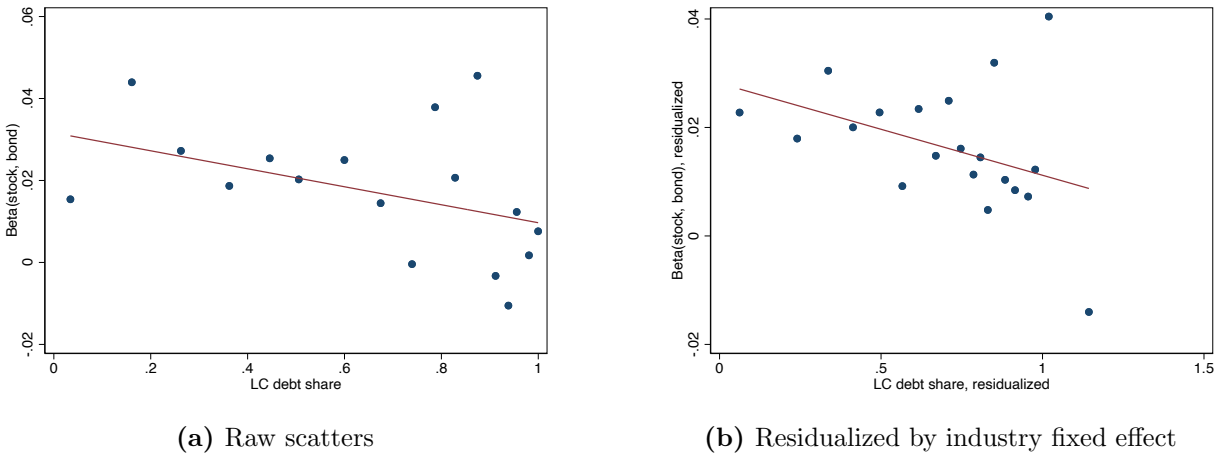 .06
.04
.02
0
-.02
Beta(stock, bond)
0 .2 .4 .6 .8 1
LC debt share
(a) Raw scatters
.04
.02
0
-.02
Beta(stock, bond), residualized
0 .5 1 1.5
LC debt share, residualized
(b) Residualized by industry fixed effect